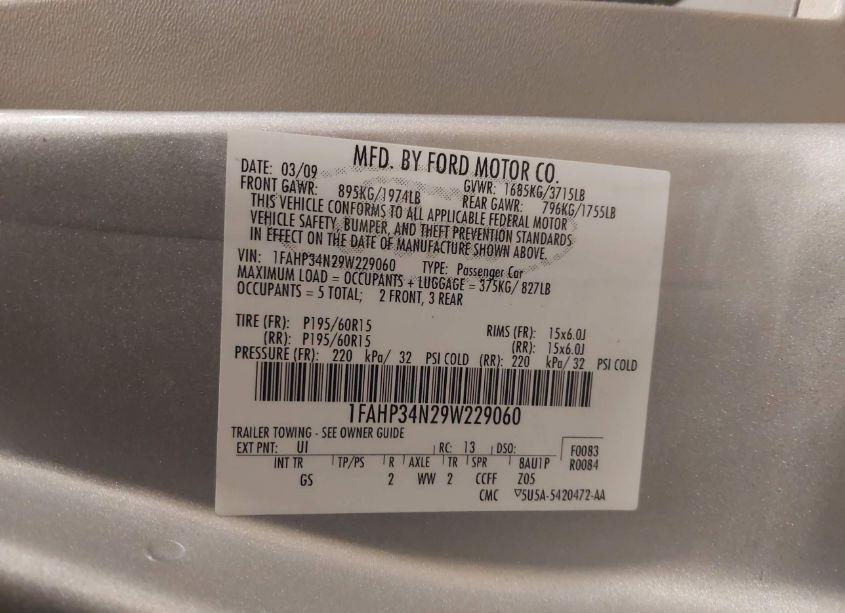 MFD. BY FORD MOTOR CO.
DATE: 03/09 GVWR: 1685KG/3715LB
FRONT GAWR: 895KG/1974LB REAR GAWR: 796KG/1755LB
THIS VEHICLE CONFORMS TO ALL APPLICABLE FEDERAL MOTOR
VEHICLE SAFETY, BUMPER, AND THEFT PREVENTION STANDARDS
IN EFFECT ON THE DATE OF MANUFACTURE SHOWN ABOVE.
VIN: 1FAHP34N29W229060 TYPE: Passenger Car
MAXIMUM LOAD = OCCUPANTS + LUGGAGE = 375KG/ 827LB
OCCUPANTS = 5 TOTAL; 2 FRONT, 3 REAR
TIRE (FR): P195/60R15 RIMS (FR): 15x6.0J
(RR): P195/60R15 (RR): 15x6.0J
PRESSURE (FR): 220 kPa/ 32 PSI COLD (RR): 220 kPa/ 32 PSI COLD
1FAHP34N29W229060
TRAILER TOWING - SEE OWNER GUIDE
EXT PNT: UI RC: 13 DSO: F0083
INT TR TP/PS R AXLE TR SPR BAU1P R0084
GS 2 WW 2 CCFF Z05
CMC ▽5U5A-5420472-AA